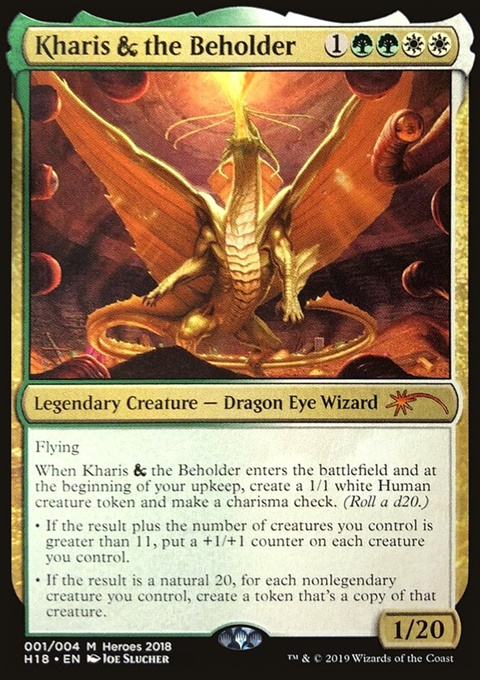 Kharis & the Beholder 1
Legendary Creature — Dragon Eye Wizard
Flying
When Kharis & the Beholder enters the battlefield and at
the beginning of your upkeep, create a 1/1 white Human
creature token and make a charisma check. (Roll a d20.)
• If the result plus the number of creatures you control is
greater than 11, put a +1/+1 counter on each creature
you control.
• If the result is a natural 20, for each nonlegendary
creature you control, create a token that's a copy of that
creature.
1/20
001/004 M Heroes 2018
H18 • EN Joe Slucher
™ & © 2019 Wizards of the Coast